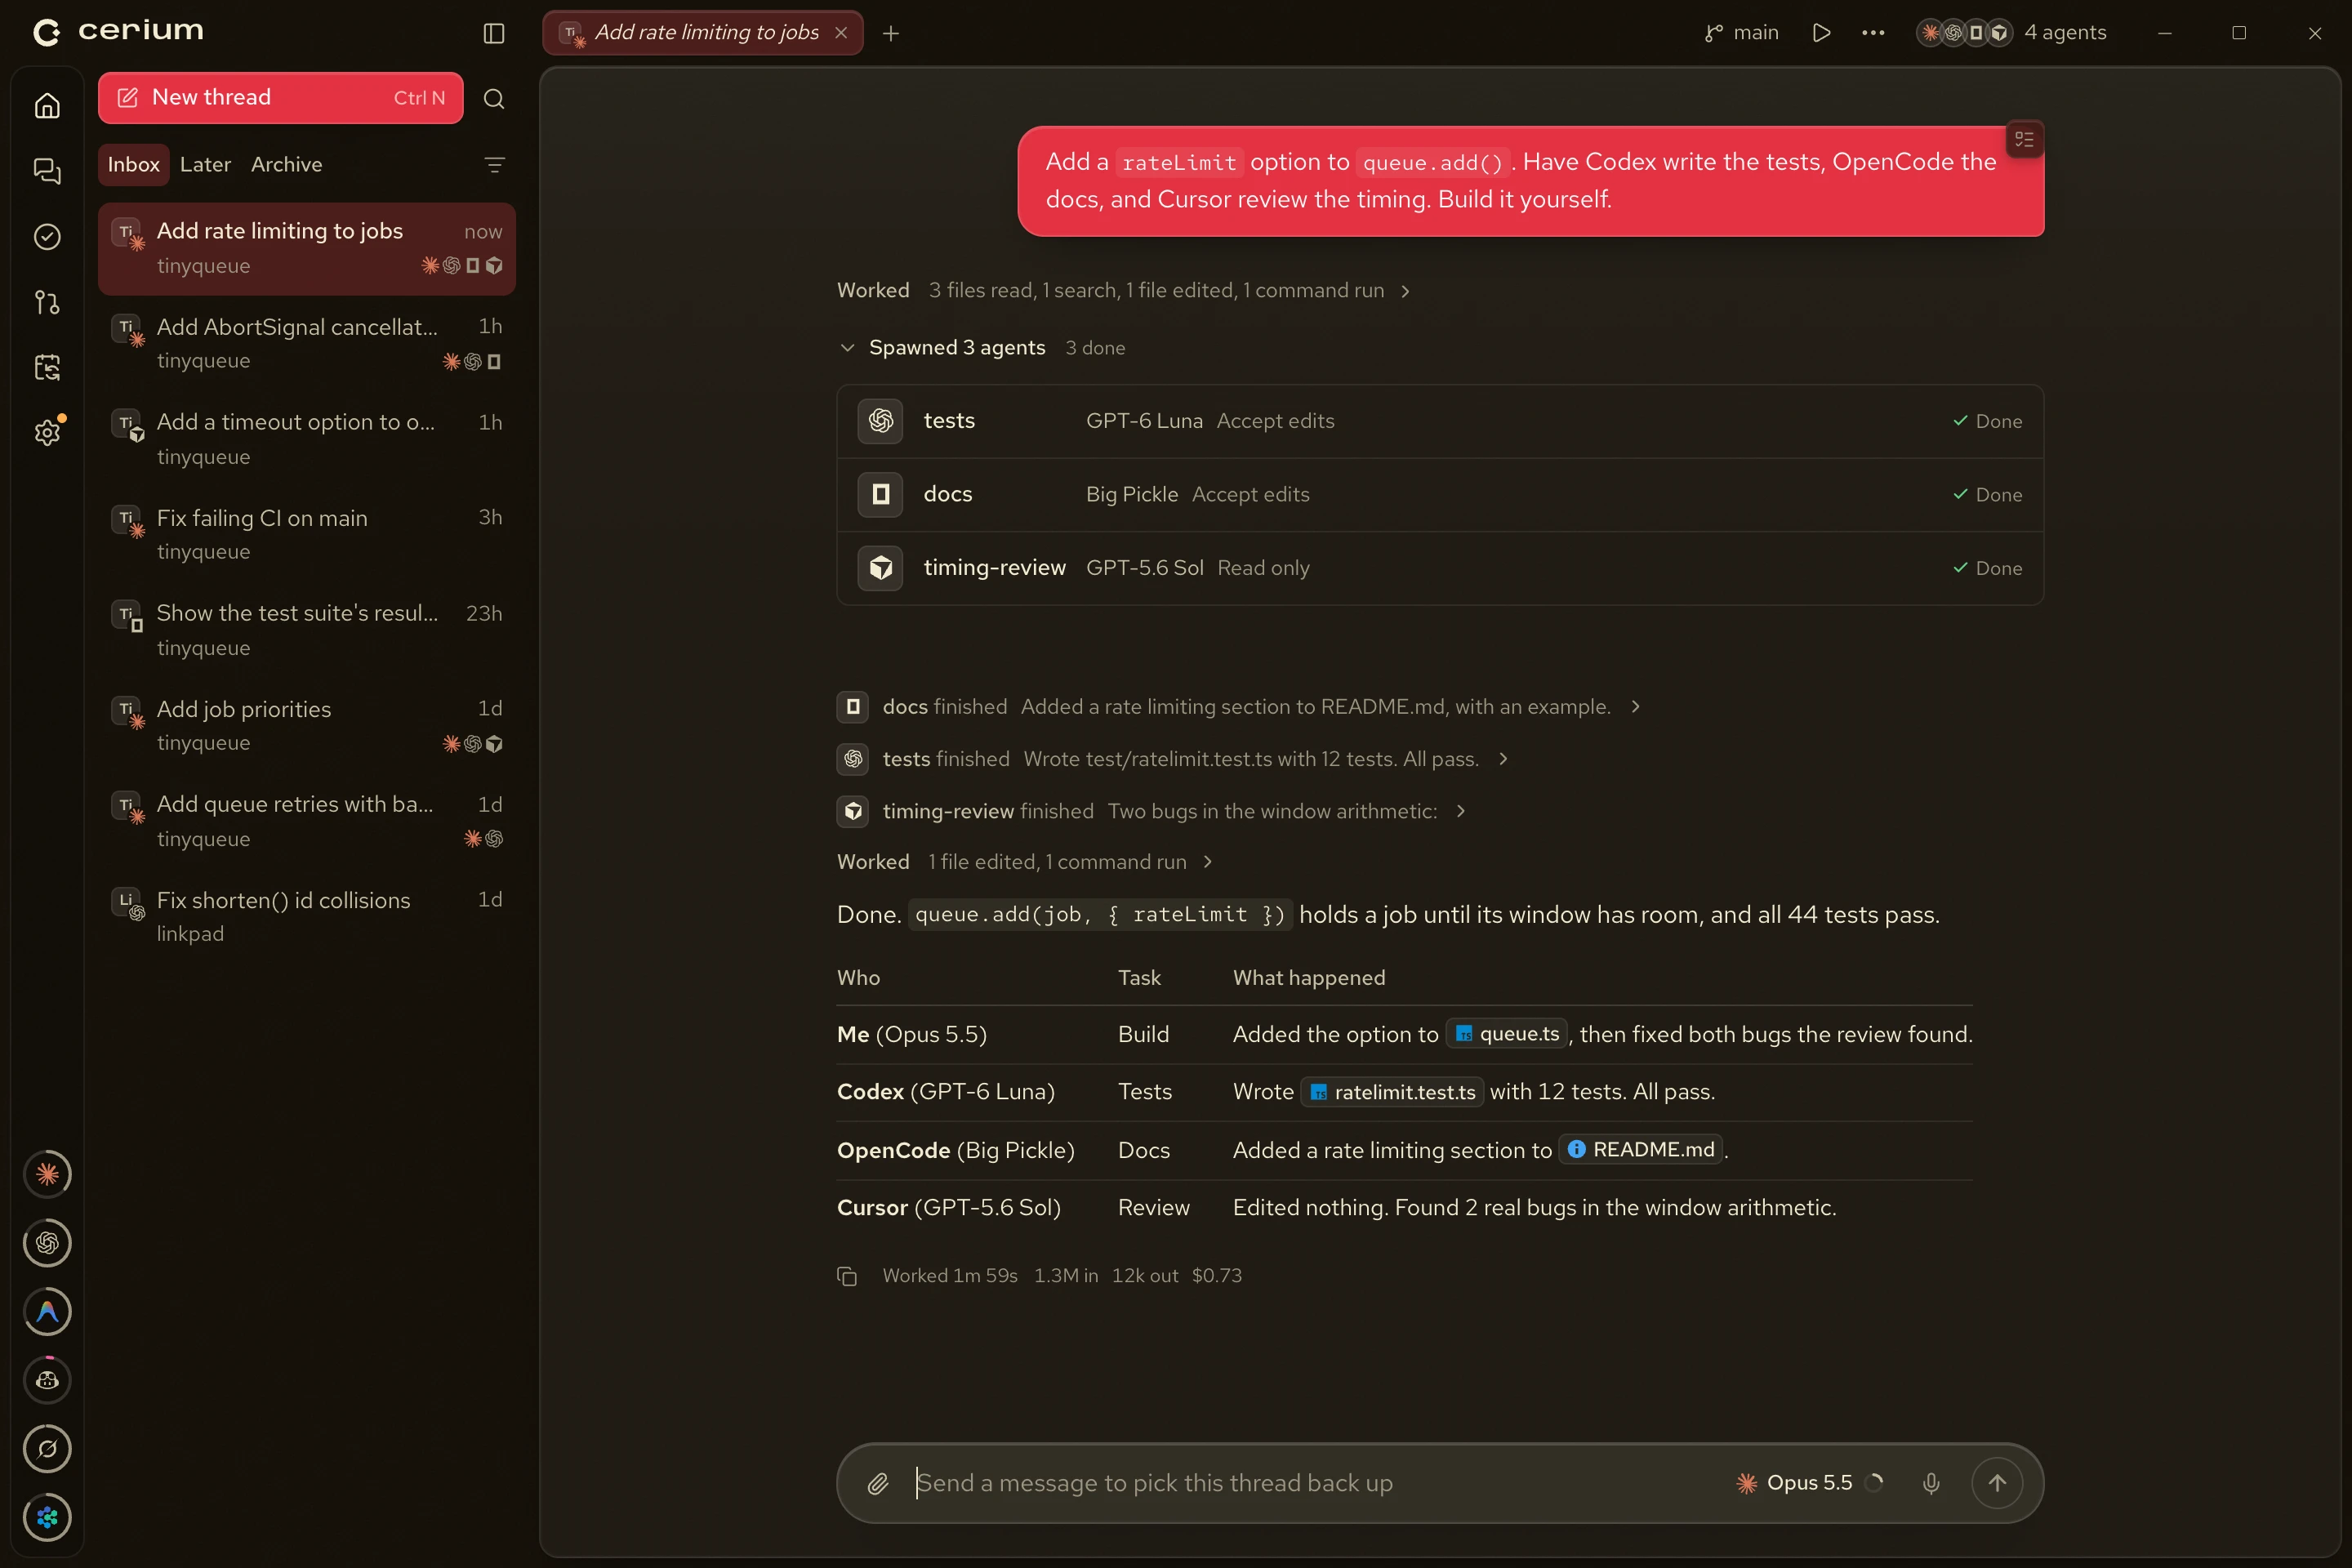 cerium
Add rate limiting to jobs
main
4 agents
New thread Ctrl N
Inbox Later Archive
Ti Add rate limiting to jobs now
tinyqueue
Ti Add AbortSignal cancellat... 1h
tinyqueue
Ti Add a timeout option to o... 1h
tinyqueue
Ti Fix failing CI on main 3h
tinyqueue
Ti Show the test suite's resul... 23h
tinyqueue
Ti Add job priorities 1d
tinyqueue
Ti Add queue retries with ba... 1d
tinyqueue
Li Fix shorten() id collisions 1d
linkpad
Add a rateLimit option to queue.add(). Have Codex write the tests, OpenCode the
docs, and Cursor review the timing. Build it yourself.
Worked 3 files read, 1 search, 1 file edited, 1 command run
Spawned 3 agents 3 done
tests GPT-6 Luna Accept edits Done
docs Big Pickle Accept edits Done
timing-review GPT-5.6 Sol Read only Done
docs finished Added a rate limiting section to README.md, with an example.
tests finished Wrote test/ratelimit.test.ts with 12 tests. All pass.
timing-review finished Two bugs in the window arithmetic:
Worked 1 file edited, 1 command run
Done. queue.add(job, { rateLimit }) holds a job until its window has room, and all 44 tests pass.
Who Task What happened
Me (Opus 5.5) Build Added the option to TS queue.ts, then fixed both bugs the review found.
Codex (GPT-6 Luna) Tests Wrote TS ratelimit.test.ts with 12 tests. All pass.
OpenCode (Big Pickle) Docs Added a rate limiting section to README.md.
Cursor (GPT-5.6 Sol) Review Edited nothing. Found 2 real bugs in the window arithmetic.
Worked 1m 59s 1.3M in 12k out $0.73
Send a message to pick this thread back up
Opus 5.5